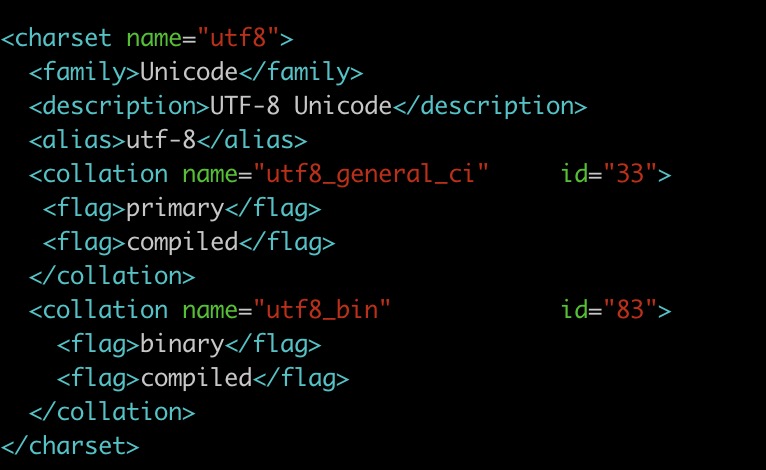 <charset name="utf8">
  <family>Unicode</family>
  <description>UTF-8 Unicode</description>
  <alias>utf-8</alias>
  <collation name="utf8_general_ci"     id="33">
   <flag>primary</flag>
   <flag>compiled</flag>
  </collation>
  <collation name="utf8_bin"            id="83">
    <flag>binary</flag>
    <flag>compiled</flag>
  </collation>
</charset>